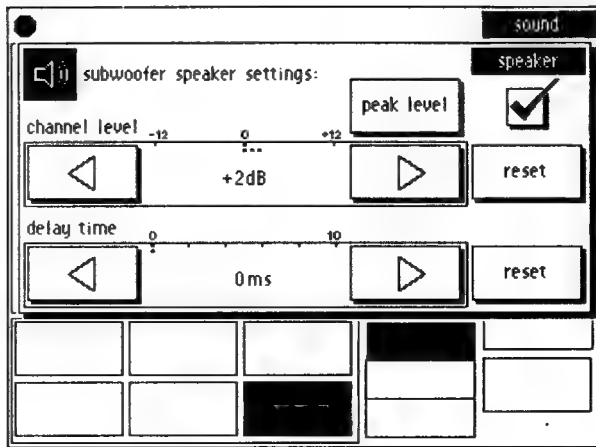 sound
speaker
subwoofer speaker settings:
peak level
channel level
-12 0 +12
+2dB
reset
delay time
0 10
0ms
reset